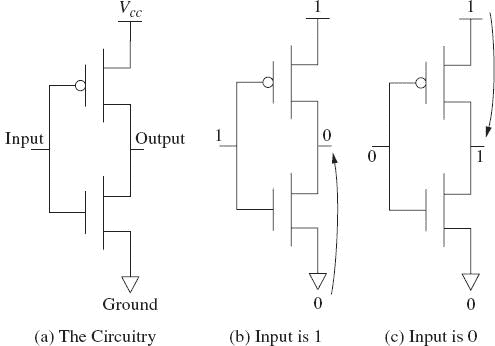 Vcc
Input
Output
Ground
(a) The Circuitry
1
1
0
0
(b) Input is 1
1
0
1
0
(c) Input is 0